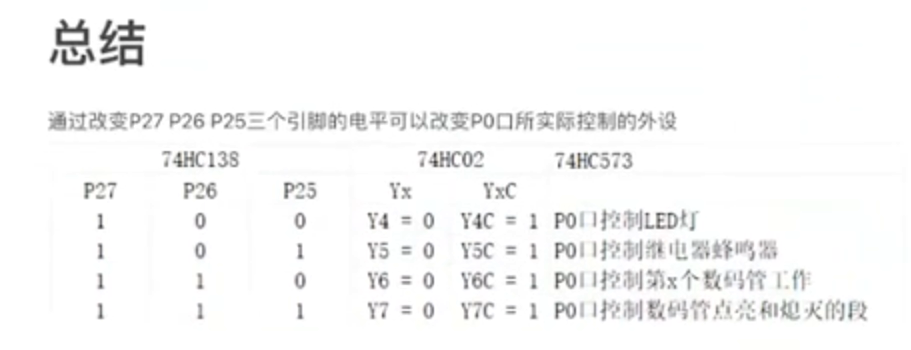 总结
通过改变P27 P26 P25三个引脚的电平可以改变P0口所实际控制的外设
74HC138 74HC02 74HC573
P27 P26 P25 Yx YxC
1 0 0 Y4 = 0 Y4C = 1 P0口控制LED灯
1 0 1 Y5 = 0 Y5C = 1 P0口控制继电器蜂鸣器
1 1 0 Y6 = 0 Y6C = 1 P0口控制第x个数码管工作
1 1 1 Y7 = 0 Y7C = 1 P0口控制数码管点亮和熄灭的段